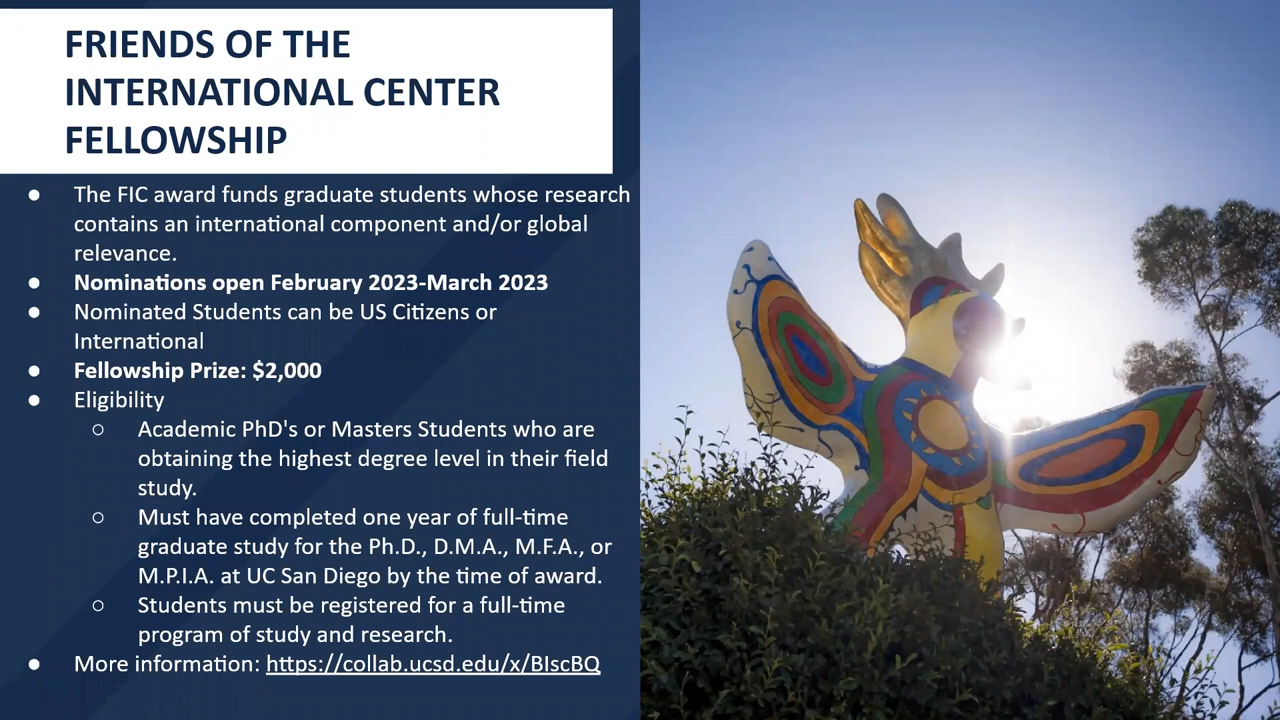 FRIENDS OF THE
INTERNATIONAL CENTER
FELLOWSHIP
● The FIC award funds graduate students whose research
contains an international component and/or global
relevance.
● Nominations open February 2023-March 2023
● Nominated Students can be US Citizens or
International
● Fellowship Prize: $2,000
● Eligibility
○ Academic PhD's or Masters Students who are
obtaining the highest degree level in their field
study.
○ Must have completed one year of full-time
graduate study for the Ph.D., D.M.A., M.F.A., or
M.P.I.A. at UC San Diego by the time of award.
○ Students must be registered for a full-time
program of study and research.
● More information: https://collab.ucsd.edu/x/BIscBQ